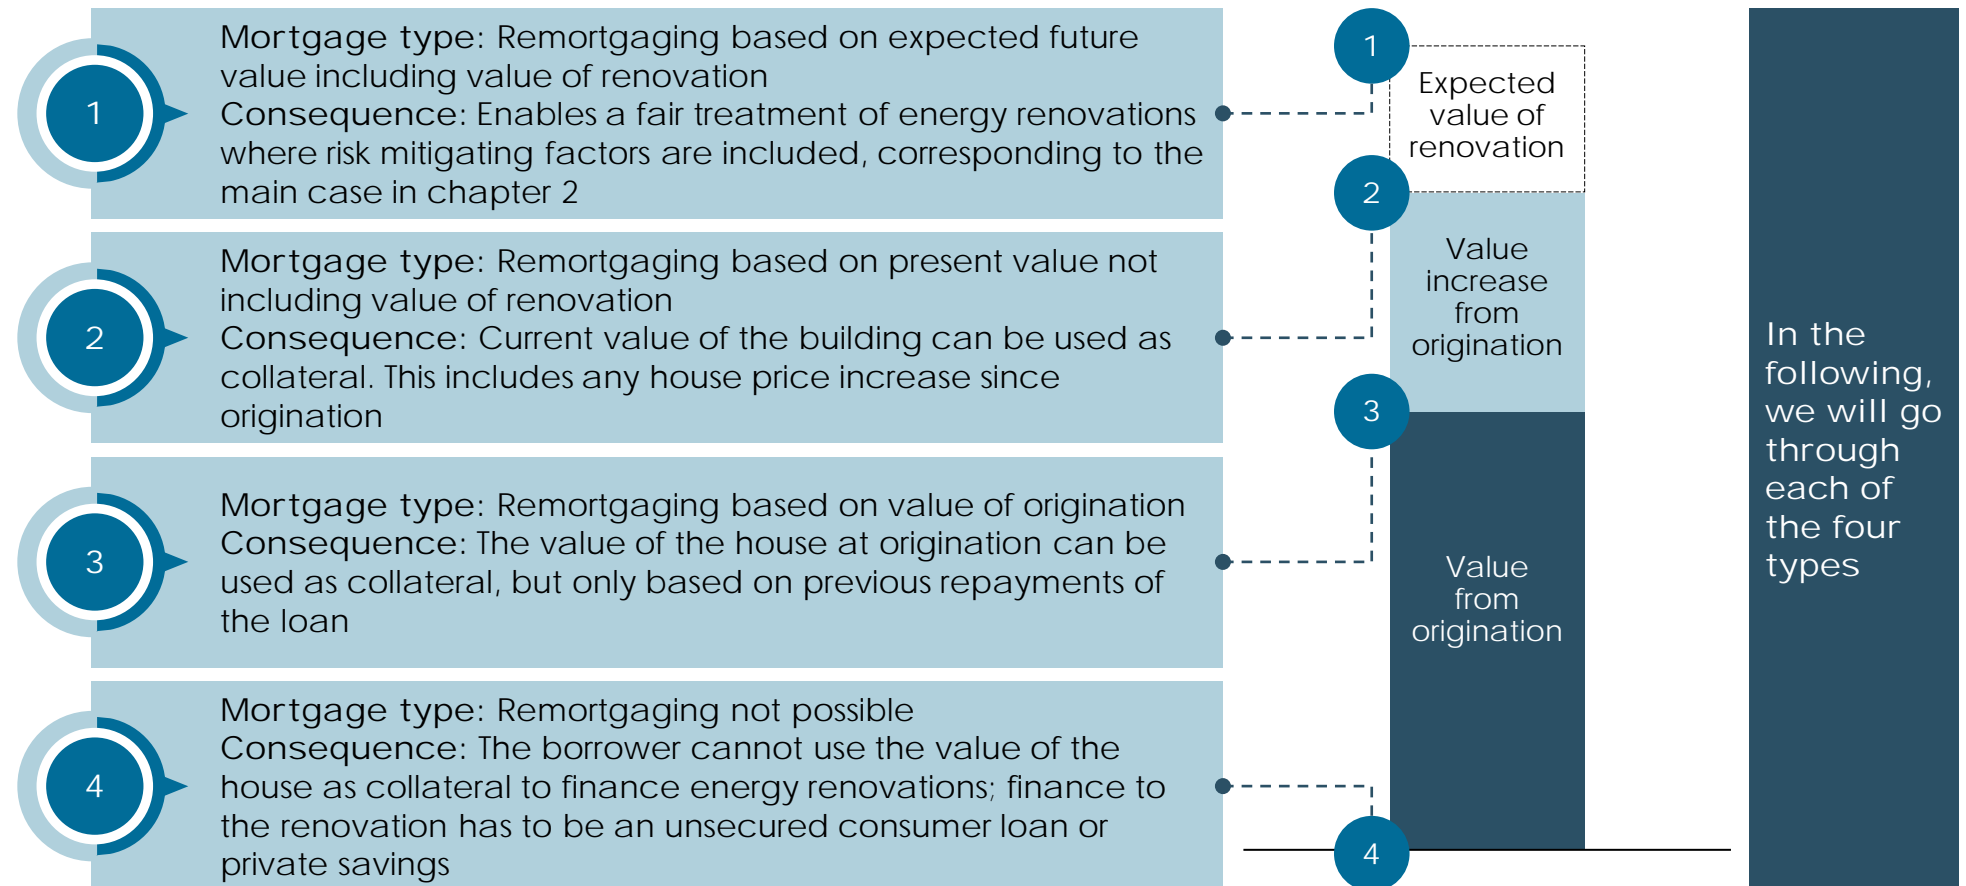 1
Mortgage type: Remortgaging based on expected future
value including value of renovation
Consequence: Enables a fair treatment of energy renovations
where risk mitigating factors are included, corresponding to the
main case in chapter 2
2
Mortgage type: Remortgaging based on present value not
including value of renovation
Consequence: Current value of the building can be used as
collateral. This includes any house price increase since
origination
3
Mortgage type: Remortgaging based on value of origination
Consequence: The value of the house at origination can be
used as collateral, but only based on previous repayments of
the loan
4
Mortgage type: Remortgaging not possible
Consequence: The borrower cannot use the value of the
house as collateral to finance energy renovations; finance to
the renovation has to be an unsecured consumer loan or
private savings
1
Expected
value of
renovation
2
Value
increase
from
origination
3
Value
from
origination
4
In the
following,
we will go
through
each of
the four
types